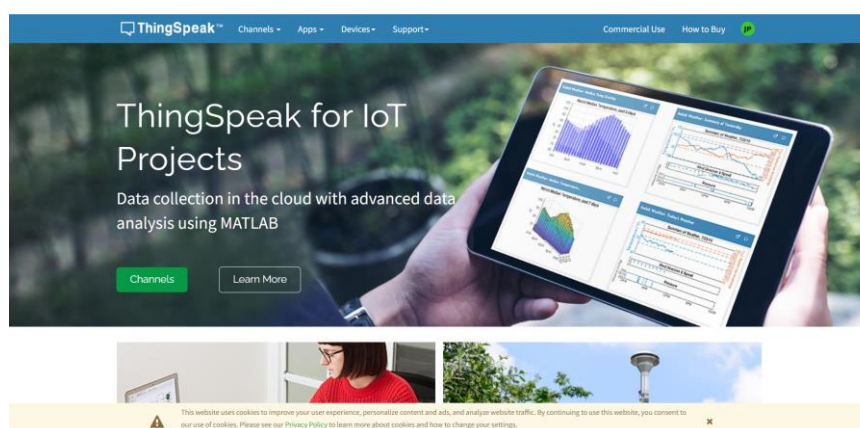 ThingSpeak™ Channels Apps Devices Support Commercial Use How to Buy JP
ThingSpeak for IoT
Projects
Data collection in the cloud with advanced data
analysis using MATLAB
Channels Learn More
This website uses cookies to improve your user experience, personalize content and ads, and analyze website traffic. By continuing to use this website, you consent to
our use of cookies. Please see our Privacy Policy to learn more about cookies and how to change your settings.